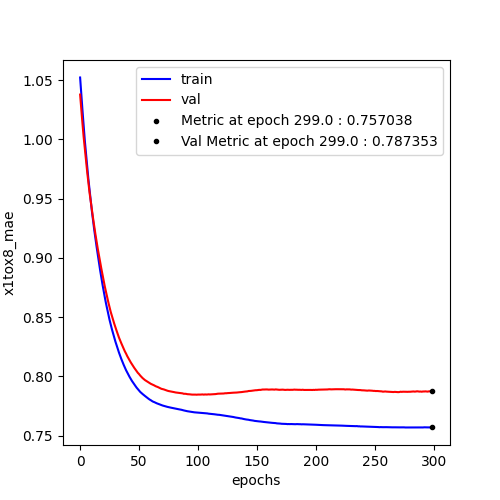 train
val
Metric at epoch 299.0 : 0.757038
Val Metric at epoch 299.0 : 0.787353
1.05
1.00
0.95
0.90
0.85
0.80
0.75
x1tox8_mae
0 50 100 150 200 250 300
epochs